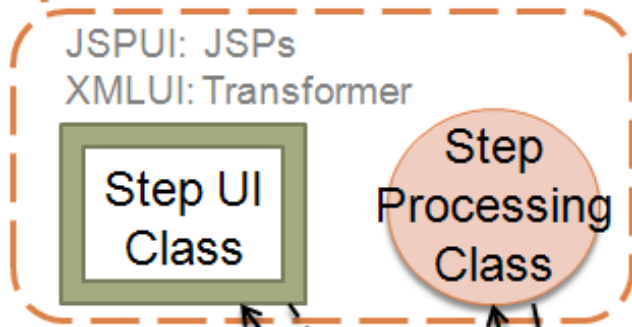 JSPUI: JSPs
XMLUI: Transformer
Step UI
Class
Step
Processing
Class